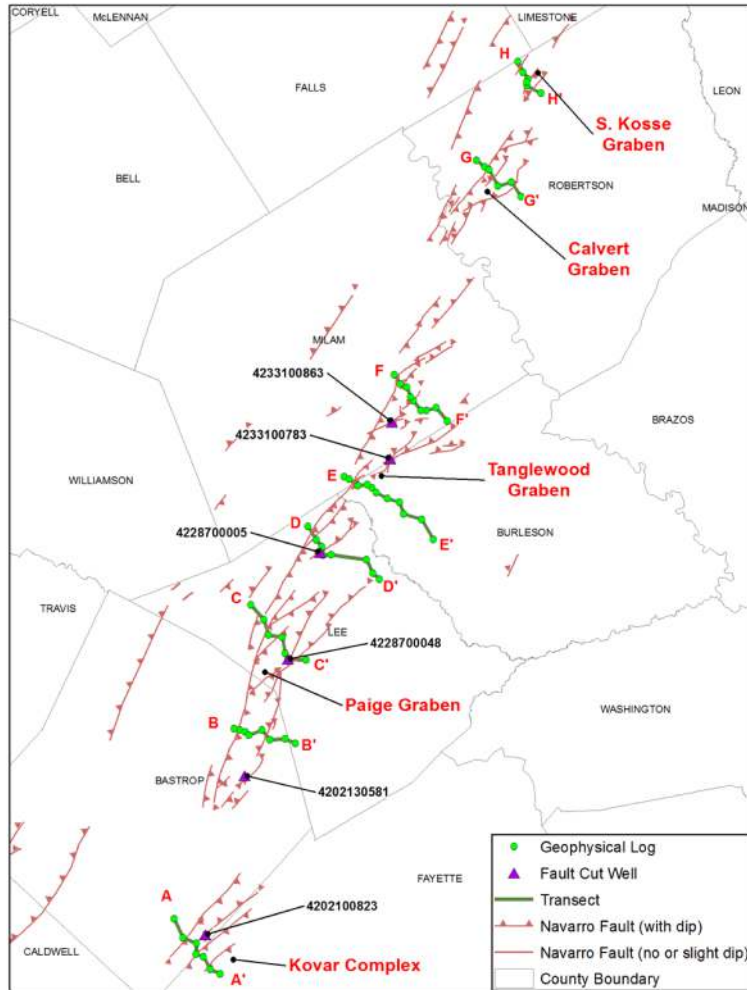 CORYELL
McLENNAN
LIMESTONE
H
FALLS
LEON
H'
S. Kosse
Graben
BELL
G
ROBERTSON
G'
MADISON
Calvert
Graben
MILAM
F
4233100863
F'
BRAZOS
4233100783
Tanglewood
Graben
WILLIAMSON
E
D
4228700005
E'
BURLESON
D'
TRAVIS
C
LEE
4228700048
C'
Paige Graben
WASHINGTON
B
B'
BASTROP
4202130581
Geophysical Log
FAYETTE
Fault Cut Well
A
Transect
4202100823
Navarro Fault (with dip)
CALDWELL
Navarro Fault (no or slight dip)
Kovar Complex
A'
County Boundary